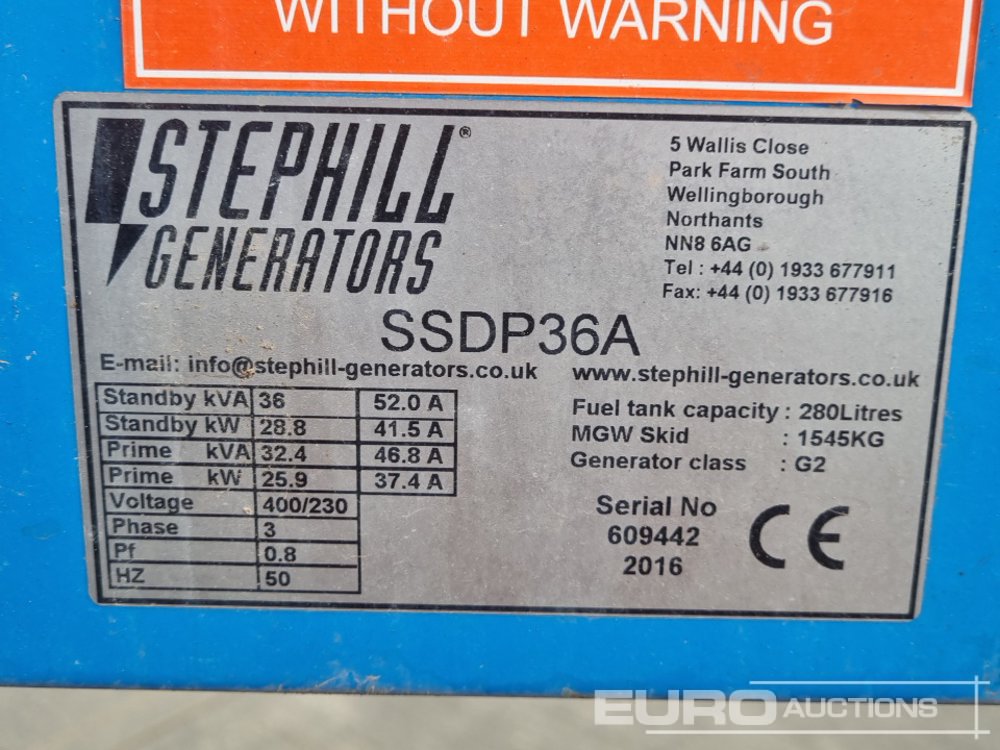 WITHOUT WARNING
STEPHILL®
GENERATORS
5 Wallis Close
Park Farm South
Wellingborough
Northants
NN8 6AG
Tel : +44 (0) 1933 677911
Fax: +44 (0) 1933 677916
SSDP36A
E-mail: info@stephill-generators.co.uk www.stephill-generators.co.uk
Standby kVA 36 52.0 A
Standby kW 28.8 41.5 A
Prime kVA 32.4 46.8 A
Prime kW 25.9 37.4 A
Voltage 400/230
Phase 3
Pf 0.8
HZ 50
Fuel tank capacity : 280Litres
MGW Skid : 1545KG
Generator class : G2
Serial No
609442
2016
CE
EURO AUCTIONS